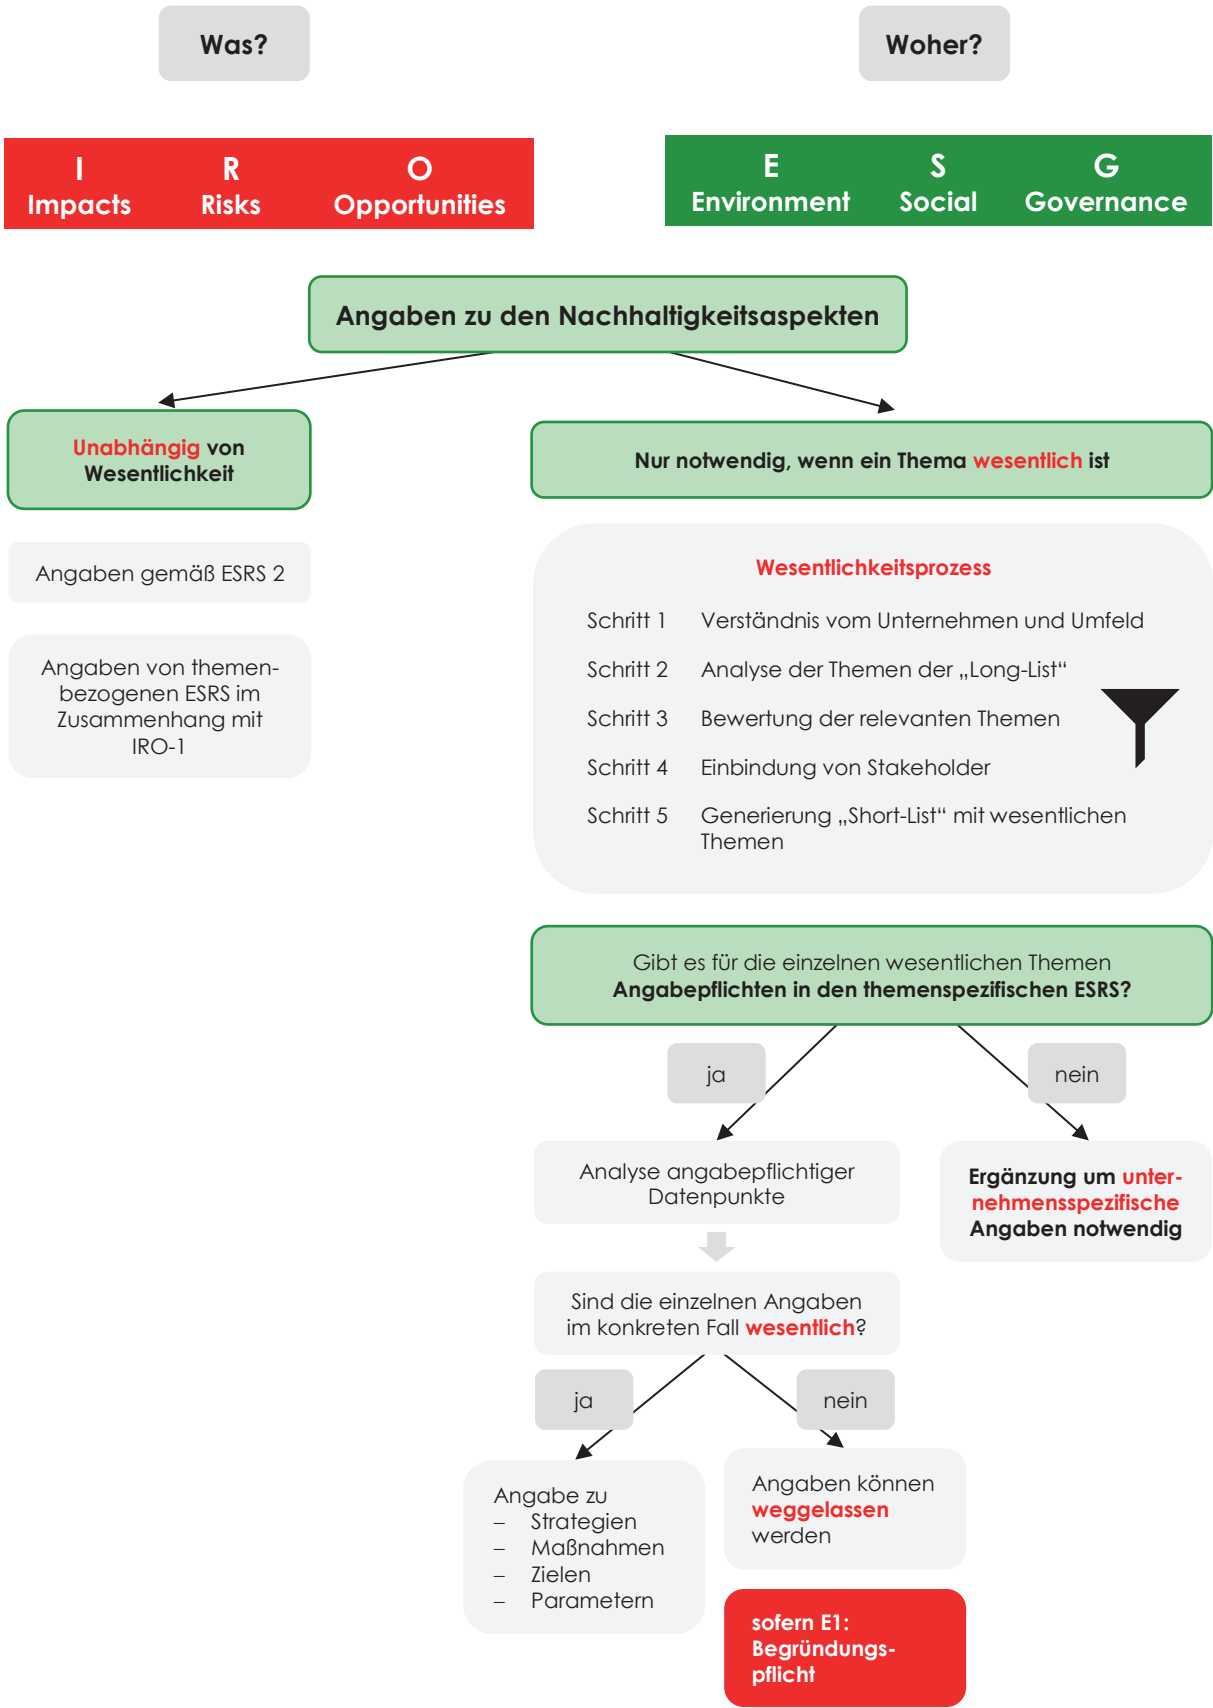 Was?
Woher?
I R O
Impacts Risks Opportunities
E S G
Environment Social Governance
Angaben zu den Nachhaltigkeitsaspekten
Unabhängig von
Wesentlichkeit
Nur notwendig, wenn ein Thema wesentlich ist
Angaben gemäß ESRS 2
Angaben von themen-
bezogenen ESRS im
Zusammenhang mit
IRO-1
Wesentlichkeitsprozess
Schritt 1 Verständnis vom Unternehmen und Umfeld
Schritt 2 Analyse der Themen der „Long-List“
Schritt 3 Bewertung der relevanten Themen
Schritt 4 Einbindung von Stakeholder
Schritt 5 Generierung „Short-List“ mit wesentlichen
Themen
Gibt es für die einzelnen wesentlichen Themen
Angabepflichten in den themenspezifischen ESRS?
ja
nein
Analyse angabepflichtiger
Datenpunkte
Ergänzung um unter-
nehmensspezifische
Angaben notwendig
Sind die einzelnen Angaben
im konkreten Fall wesentlich?
ja
nein
Angabe zu
– Strategien
– Maßnahmen
– Zielen
– Parametern
Angaben können
weggelassen
werden
sofern E1:
Begründungs-
pflicht